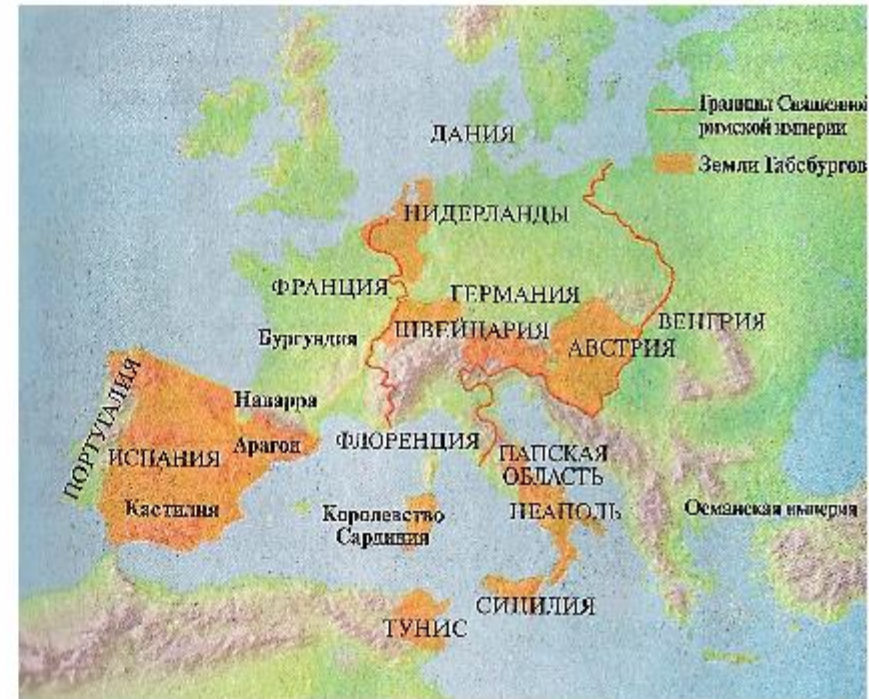 Границы Священной
римской империи
ДАНИЯ
Земли Габсбургов
НИДЕРЛАНДЫ
ФРАНЦИЯ
ГЕРМАНИЯ
ВЕНГРИЯ
Бургундия
ШВЕЙЦАРИЯ
АВСТРИЯ
ПОРТУГАЛИЯ
Наварра
ИСПАНИЯ
Арагон
ФЛОРЕНЦИЯ
ПАПСКАЯ
ОБЛАСТЬ
Кастилия
Королевство
Сардиния
НЕАПОЛЬ
Османская империя
СИЦИЛИЯ
ТУНИС